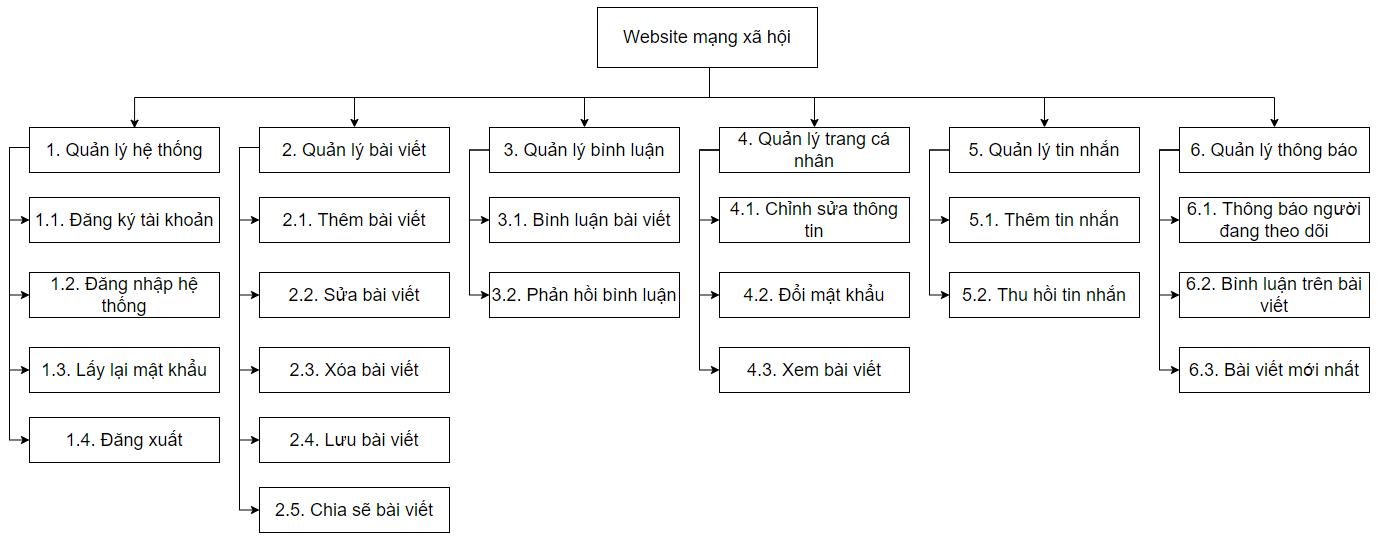 Website mạng xã hội
1. Quản lý hệ thống
1.1. Đăng ký tài khoản
1.2. Đăng nhập hệ
thống
1.3. Lấy lại mật khẩu
1.4. Đăng xuất
2. Quản lý bài viết
2.1. Thêm bài viết
2.2. Sửa bài viết
2.3. Xóa bài viết
2.4. Lưu bài viết
2.5. Chia sẽ bài viết
3. Quản lý bình luận
3.1. Bình luận bài viết
3.2. Phản hồi bình luận
4. Quản lý trang cá
nhân
4.1. Chỉnh sửa thông
tin
4.2. Đổi mật khẩu
4.3. Xem bài viết
5. Quản lý tin nhắn
5.1. Thêm tin nhắn
5.2. Thu hồi tin nhắn
6. Quản lý thông báo
6.1. Thông báo người
đang theo dõi
6.2. Bình luận trên bài
viết
6.3. Bài viết mới nhất